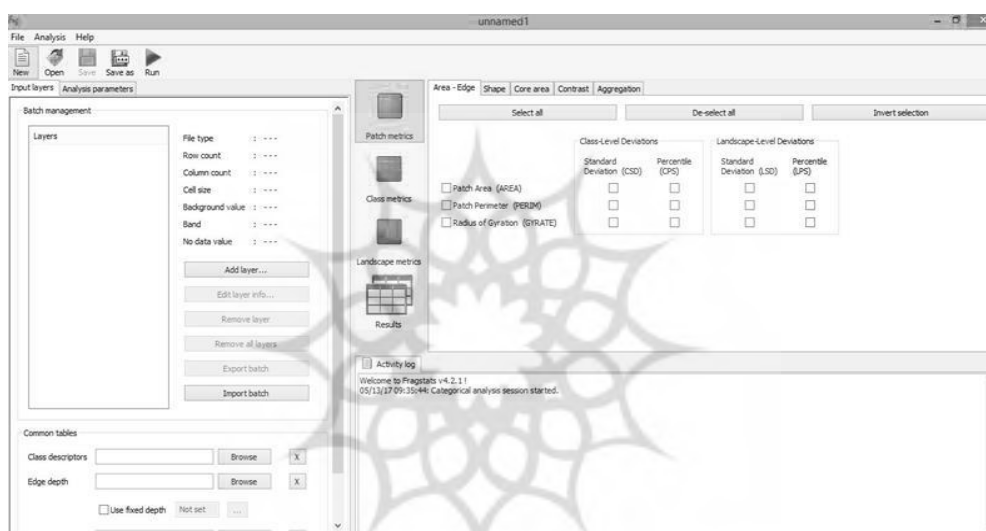 unnamed1
File Analysis Help
New Open Save Save as Run
Input layers Analysis parameters
Batch management
Layers
File type : ---
Row count : ---
Column count : ---
Cell size : ---
Background value : ---
Band : ---
No data value : ---
Add layer...
Edit layer info...
Remove layer
Remove all layers
Export batch
Import batch
Common tables
Class descriptors Browse X
Edge depth Browse X
Use fixed depth Not set ...
Patch metrics
Class metrics
Landscape metrics
Results
Area - Edge Shape Core area Contrast Aggregation
Select all De-select all Invert selection
Class-Level Deviations Landscape-Level Deviations
Standard Deviation (CSD) Percentile (CPS) Standard Deviation (LSD) Percentile (LPS)
Patch Area (AREA)
Patch Perimeter (PERIM)
Radius of Gyration (GYRATE)
Activity log
Welcome to Fragstats v4.2.1!
05/13/17 09:35:44: Categorical analysis session started.